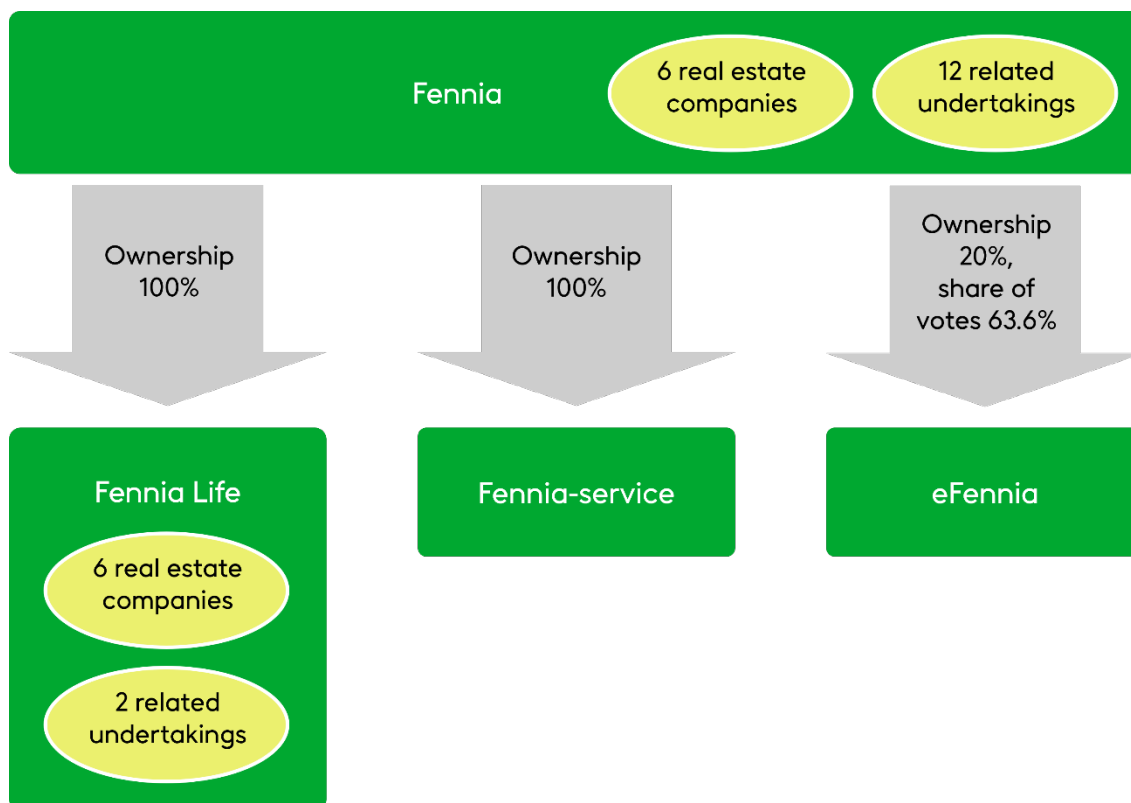 Fennia
6 real estate
companies
12 related
undertakings
Ownership
100%
Ownership
100%
Ownership
20%,
share of
votes 63.6%
Fennia Life
6 real estate
companies
2 related
undertakings
Fennia-service
eFennia